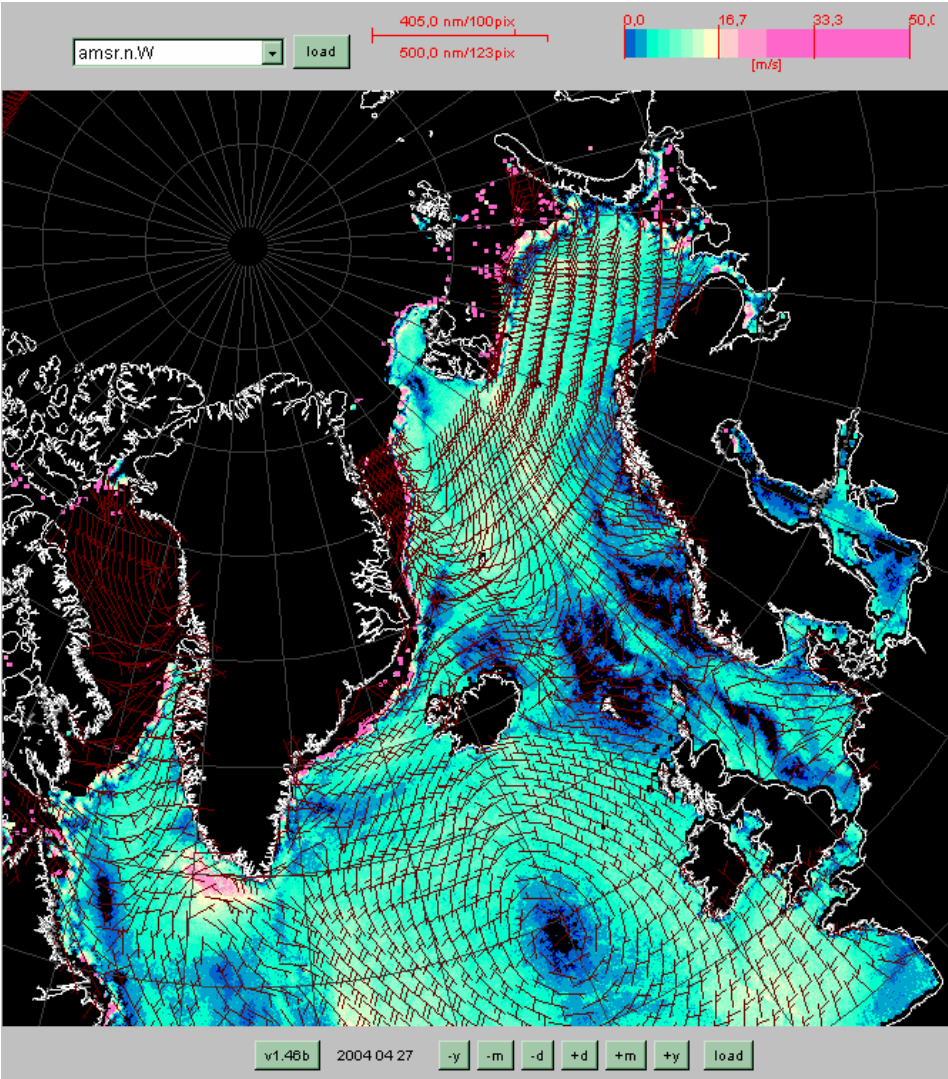 405,0 nm/100pix
0,0 16,7 33,3 50,0
amsr.n.W load
500,0 nm/123pix
[m/s]
v1.46b 2004 04 27 -y -m -d +d +m +y load